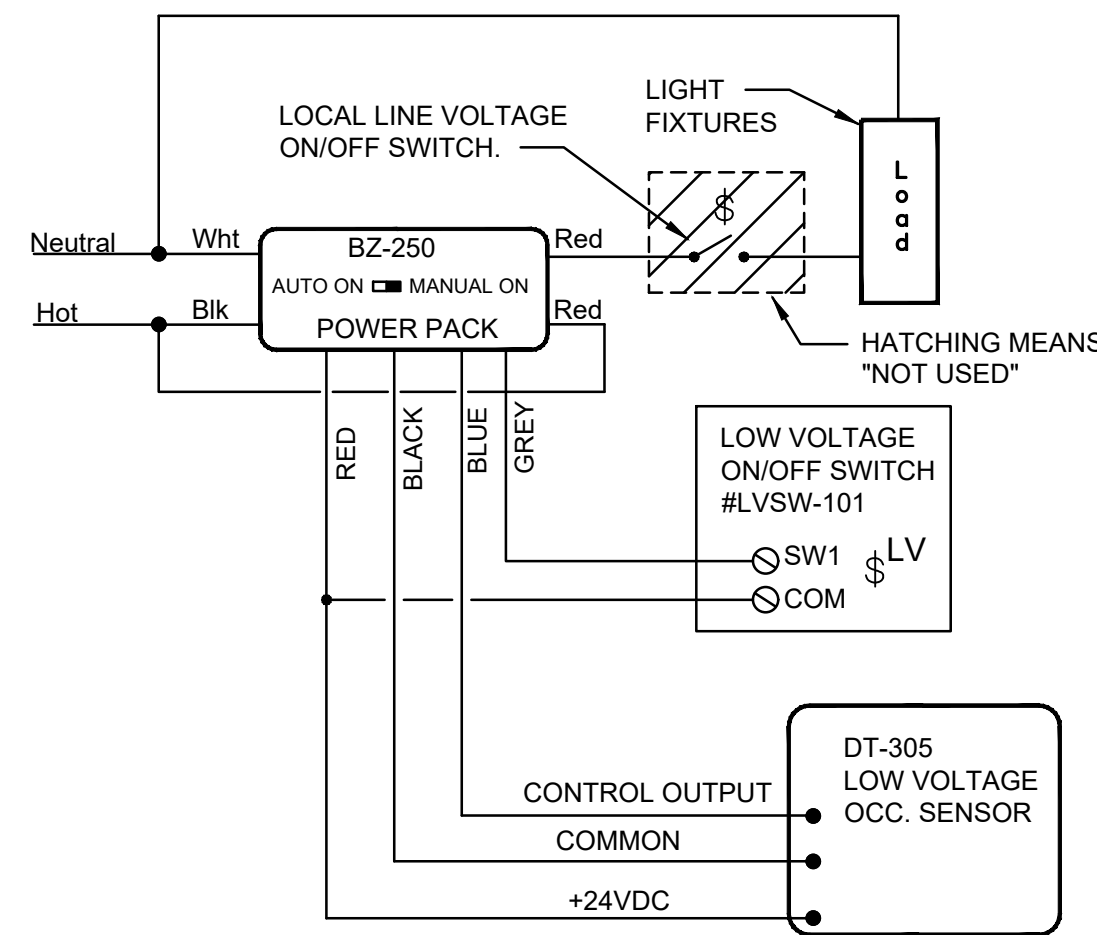 LIGHT
FIXTURES
LOCAL LINE VOLTAGE
ON/OFF SWITCH.
Load
$
Neutral
Wht
BZ-250
Red
AUTO ON MANUAL ON
Hot
Blk
POWER PACK
Red
HATCHING MEANS
"NOT USED"
RED
BLACK
BLUE
GREY
LOW VOLTAGE
ON/OFF SWITCH
#LVSW-101
SW1
$LV
COM
DT-305
LOW VOLTAGE
OCC. SENSOR
CONTROL OUTPUT
COMMON
+24VDC